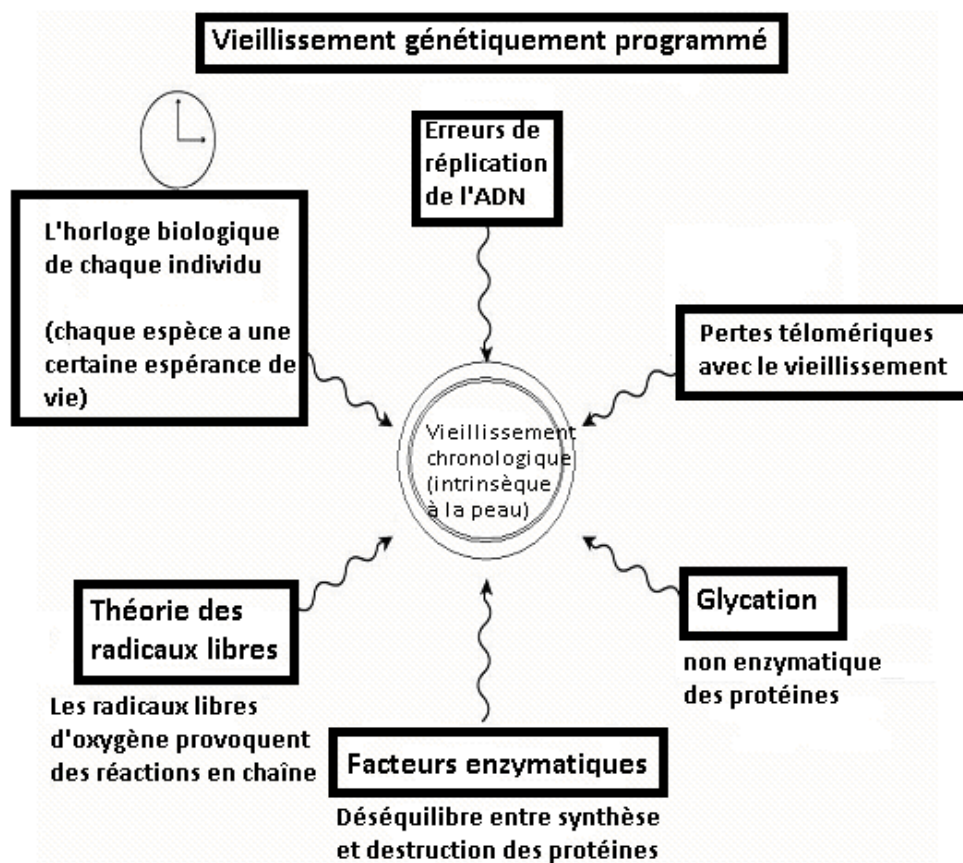 Vieillissement génétiquement programmé
Erreurs de
réplication
de l'ADN
L'horloge biologique
de chaque individu
(chaque espèce a une
certaine espérance de
vie)
Pertes télomériques
avec le vieillissement
Vieillissement
chronologique
(intrinsèque
à la peau)
Théorie des
radicaux libres
Les radicaux libres
d'oxygène provoquent
des réactions en chaîne
Glycation
non enzymatique
des protéines
Facteurs enzymatiques
Déséquilibre entre synthèse
et destruction des protéines